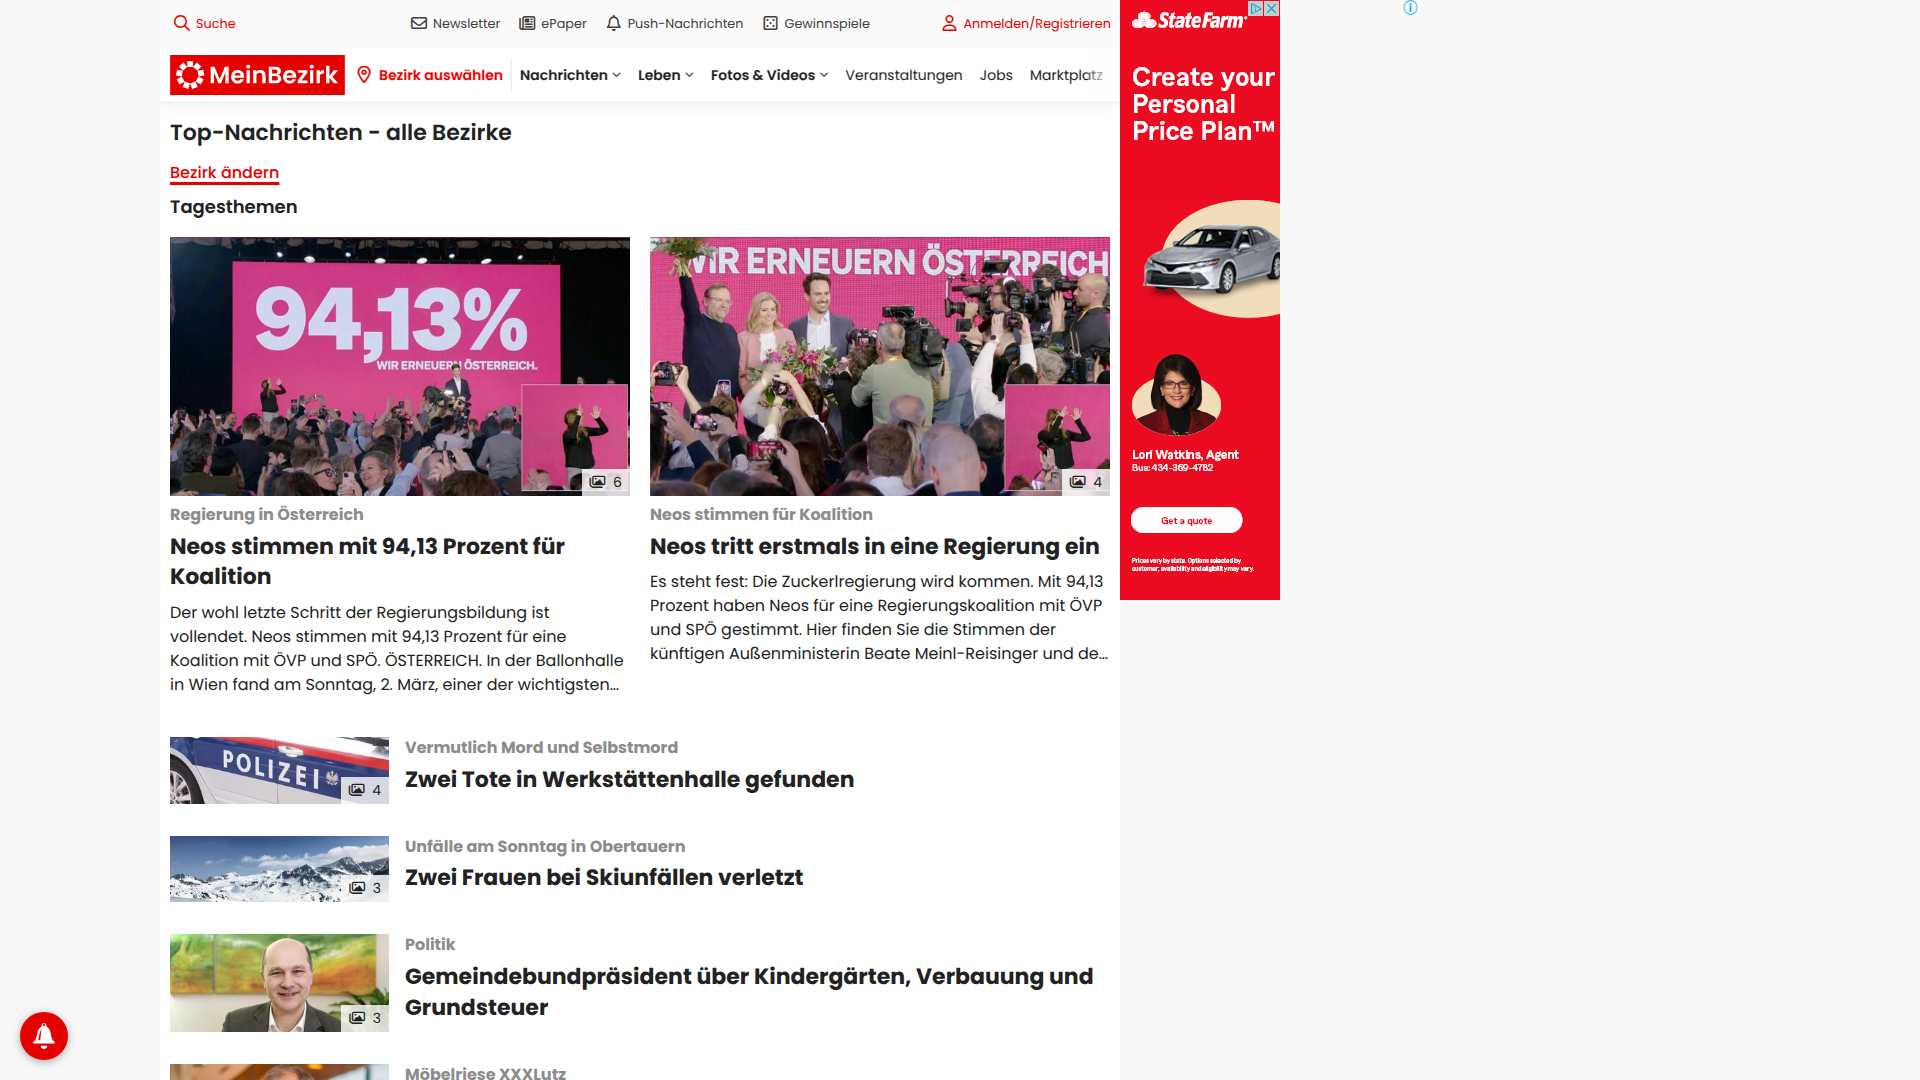 Suche
Newsletter
ePaper
Push-Nachrichten
Gewinnspiele
Anmelden/Registrieren
MeinBezirk
Bezirk auswählen
Nachrichten
Leben
Fotos & Videos
Veranstaltungen
Jobs
Marktplatz
Top-Nachrichten - alle Bezirke
Bezirk ändern
Tagesthemen
94,13%
WIR ERNEUERN ÖSTERREICH.
6
Regierung in Österreich
Neos stimmen mit 94,13 Prozent für
Koalition
Der wohl letzte Schritt der Regierungsbildung ist
vollendet. Neos stimmen mit 94,13 Prozent für eine
Koalition mit ÖVP und SPÖ. ÖSTERREICH. In der Ballonhalle
in Wien fand am Sonntag, 2. März, einer der wichtigsten...
WIR ERNEUERN ÖSTERREICH
4
Neos stimmen für Koalition
Neos tritt erstmals in eine Regierung ein
Es steht fest: Die Zuckerlregierung wird kommen. Mit 94,13
Prozent haben Neos für eine Regierungskoalition mit ÖVP
und SPÖ gestimmt. Hier finden Sie die Stimmen der
künftigen Außenministerin Beate Meinl-Reisinger und de...
POLIZEI
4
Vermutlich Mord und Selbstmord
Zwei Tote in Werkstättenhalle gefunden
3
Unfälle am Sonntag in Obertauern
Zwei Frauen bei Skiunfällen verletzt
3
Politik
Gemeindebundpräsident über Kindergärten, Verbauung und
Grundsteuer
Möbelriese XXXLutz
StateFarm
Create your
Personal
Price Plan™
Lori Watkins, Agent
Bus: 434-369-4782
Get a quote
Prices vary by state. Options selected by
customer; availability and eligibility may vary.